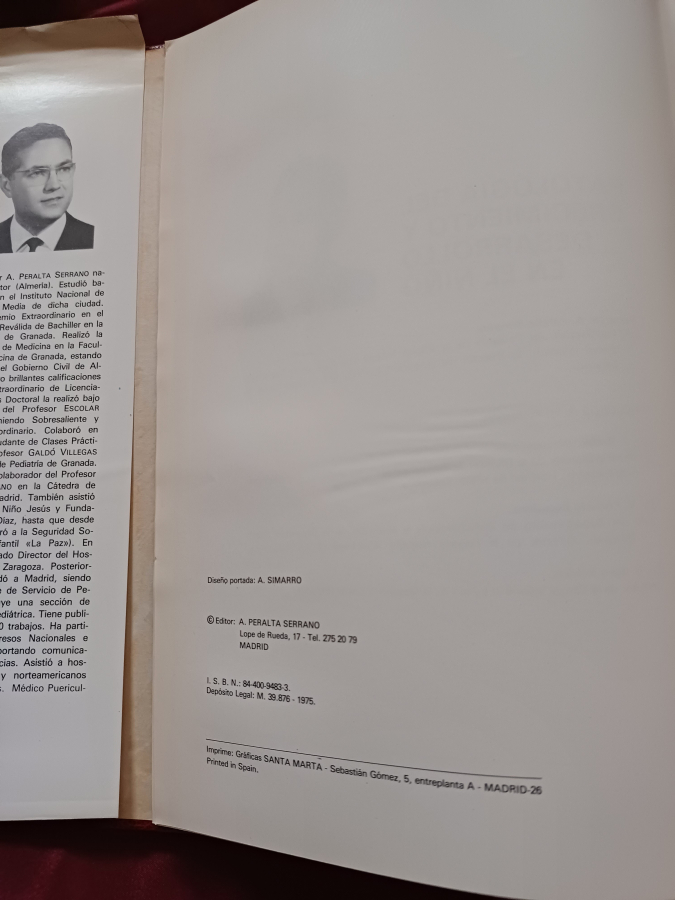 r A. PERALTA SERRANO na-
tor (Almería). Estudió ba-
n el Instituto Nacional de
Media de dicha ciudad.
emio Extraordinario en el
Reválida de Bachiller en la
de Granada. Realizó la
de Medicina en la Facul-
cina de Granada, estando
el Gobierno Civil de Al-
o brillantes calificaciones
traordinario de Licencia-
s Doctoral la realizó bajo
del Profesor ESCOLAR
niendo Sobresaliente y
ordinario. Colaboró en
udante de Clases Prácti-
ofesor GALDÓ VILLEGAS
de Pediatría de Granada.
olaborador del Profesor
NO en la Cátedra de
adrid. También asistió
Niño Jesús y Funda-
Díaz, hasta que desde
ró a la Seguridad So-
fantil «La Paz»). En
ado Director del Hos-
Zaragoza. Posterior-
dó a Madrid, siendo
e de Servicio de Pe-
ye una sección de
ediátrica. Tiene publi-
0 trabajos. Ha parti-
resos Nacionales e
portando comunica-
cias. Asistió a hos-
y norteamericanos
s. Médico Puericul-
Diseño portada: A. SIMARRO
© Editor: A. PERALTA SERRANO
Lope de Rueda, 17 - Tel. 275 20 79
MADRID
I. S. B. N.: 84-400-9483-3.
Depósito Legal: M. 39.876 - 1975.
Imprime: Gráficas SANTA MARTA - Sebastián Gómez, 5, entreplanta A - MADRID-26
Printed in Spain.